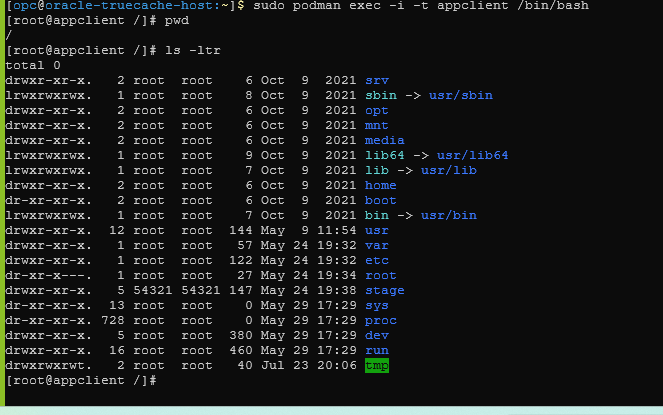 [opc@oracle-truecache-host:~]$ sudo podman exec -i -t appclient /bin/bash
[root@appclient /]# pwd
/
[root@appclient /]# ls -ltr
total 0
drwxr-xr-x.   2 root  root    6 Oct  9  2021 srv
lrwxrwxrwx.   1 root  root    8 Oct  9  2021 sbin -> usr/sbin
drwxr-xr-x.   2 root  root    6 Oct  9  2021 opt
drwxr-xr-x.   2 root  root    6 Oct  9  2021 mnt
drwxr-xr-x.   2 root  root    6 Oct  9  2021 media
lrwxrwxrwx.   1 root  root    9 Oct  9  2021 lib64 -> usr/lib64
lrwxrwxrwx.   1 root  root    7 Oct  9  2021 lib -> usr/lib
drwxr-xr-x.   2 root  root    6 Oct  9  2021 home
dr-xr-xr-x.   2 root  root    6 Oct  9  2021 boot
lrwxrwxrwx.   1 root  root    7 Oct  9  2021 bin -> usr/bin
drwxr-xr-x.  12 root  root  144 May  9 11:54 usr
drwxr-xr-x.   1 root  root   57 May 24 19:32 var
drwxr-xr-x.   1 root  root  122 May 24 19:32 etc
dr-xr-x---.   1 root  root   27 May 24 19:34 root
drwxr-xr-x.   5 54321 54321 147 May 24 19:38 stage
dr-xr-xr-x.  13 root  root    0 May 29 17:29 sys
dr-xr-xr-x. 728 root  root    0 May 29 17:29 proc
drwxr-xr-x.   5 root  root  380 May 29 17:29 dev
drwxr-xr-x.  16 root  root  460 May 29 17:29 run
drwxrwxrwt.   2 root  root   40 Jul 23 20:06 tmp
[root@appclient /]#